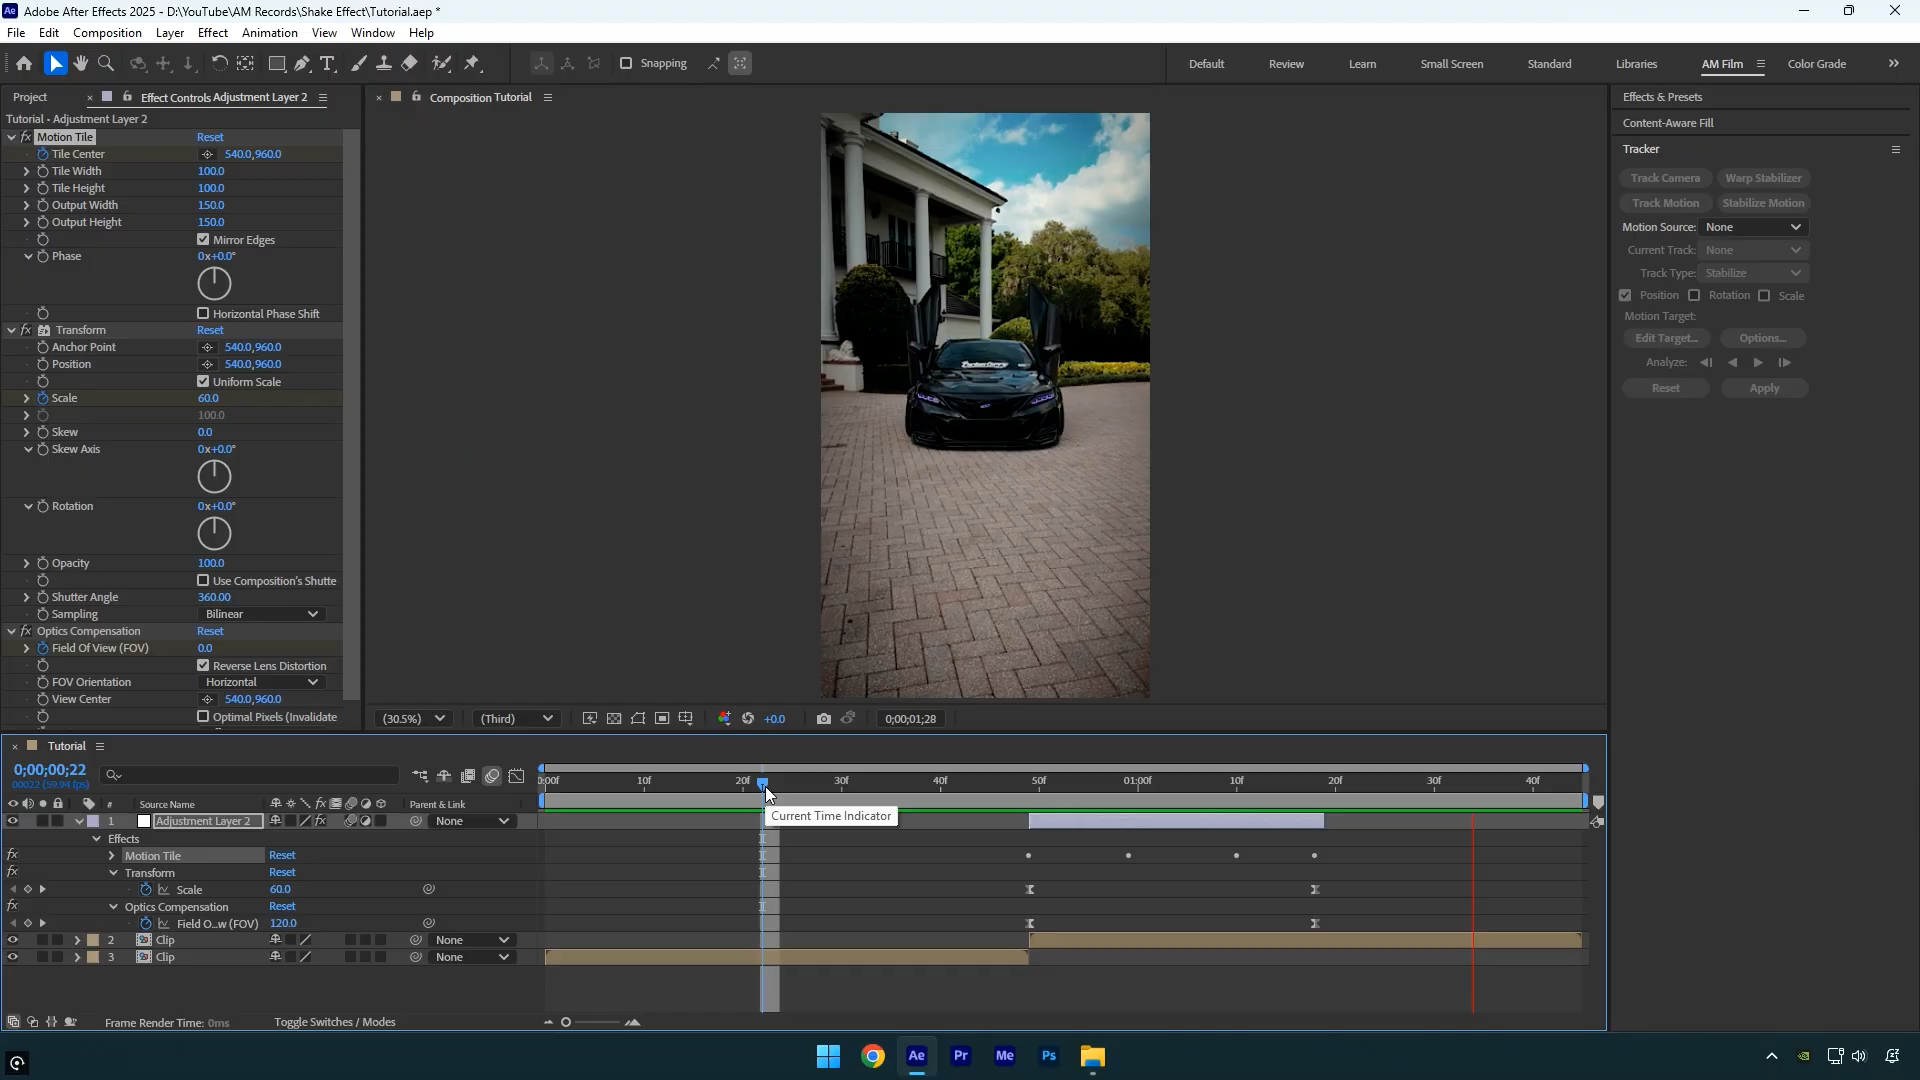 Adobe After Effects 2025 - D:\YouTube\AM Records\Shake Effect\Tutorial.aep *
File Edit Composition Layer Effect Animation View Window Help
Snapping
Default Review Learn Small Screen Standard Libraries AM Film Color Grade
Project Effect Controls Adjustment Layer 2
Composition Tutorial
Tutorial - Adjustment Layer 2
Motion Tile Reset
Tile Center 540.0,960.0
Tile Width 100.0
Tile Height 100.0
Output Width 150.0
Output Height 150.0
Mirror Edges
Phase 0x+0.0°
Horizontal Phase Shift
Transform Reset
Anchor Point 540.0,960.0
Position 540.0,960.0
Uniform Scale
Scale 60.0
100.0
Skew 0.0
Skew Axis 0x+0.0°
Rotation 0x+0.0°
Opacity 100.0
Use Composition's Shutte
Shutter Angle 360.00
Sampling Bilinear
Optics Compensation Reset
Field Of View (FOV) 0.0
Reverse Lens Distortion
FOV Orientation Horizontal
View Center 540.0,960.0
Optimal Pixels (Invalidate
(30.5%) (Third) +0.0 0;00;01;28
Effects & Presets
Content-Aware Fill
Tracker
Track Camera Warp Stabilizer
Track Motion Stabilize Motion
Motion Source: None
Current Track: None
Track Type: Stabilize
Position Rotation Scale
Motion Target:
Edit Target... Options...
Analyze:
Reset Apply
Tutorial
0;00;00;22
00022 (59.94 fps)
0:00f 10f 20f 30f 40f 50f 01:00f 10f 20f 30f 40f
# Source Name Parent & Link
Current Time Indicator
1 Adjustment Layer 2 None
Effects
Motion Tile Reset
Transform Reset
Scale 60.0
Optics Compensation Reset
Field O...w (FOV) 120.0
2 Clip None
3 Clip None
Frame Render Time: 0ms Toggle Switches / Modes
Ae Pr Me Ps